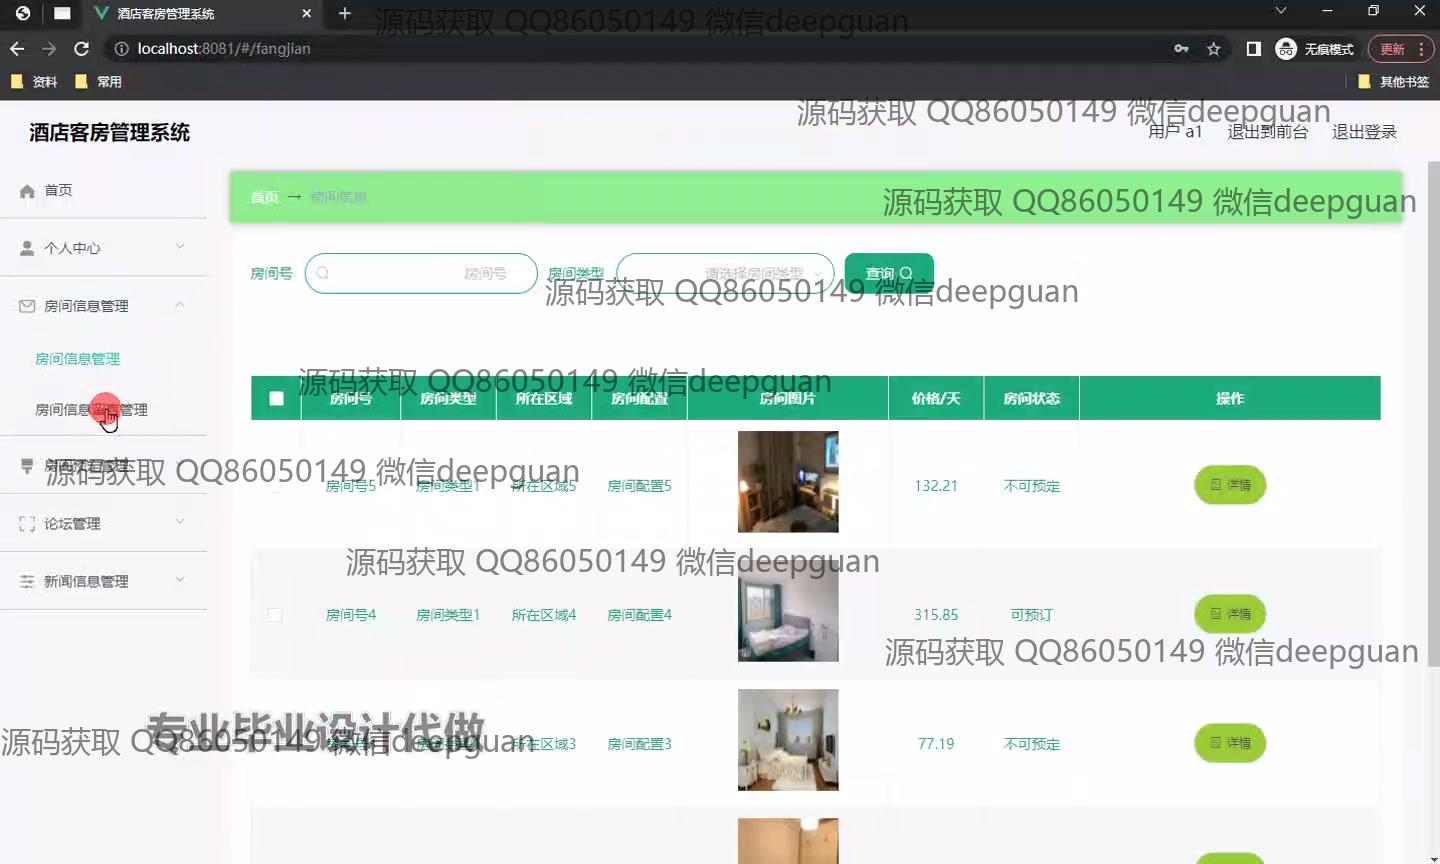 酒店客房管理系统
源码获取 QQ86050149 微信deepguan
localhost:8081/#/fangjian
无痕模式
更新
资料
常用
其他书签
源码获取 QQ86050149 微信deepguan
酒店客房管理系统
用户 a1
退出到前台
退出登录
首页
首页 → 房间信息
源码获取 QQ86050149 微信deepguan
个人中心
房间号
房间号
房间类型
请选择房间类型
查询
源码获取 QQ86050149 微信deepguan
房间信息管理
房间信息管理
房间信息留言管理
源码获取 QQ86050149 微信deepguan
房间号 房间类型 所在区域 房间配置 房间图片 价格/天 房间状态 操作
源码获取 QQ86050149 微信deepguan
房间号5 房间类型1 所在区域5 房间配置5 132.21 不可预定 详情
论坛管理
源码获取 QQ86050149 微信deepguan
新闻信息管理
房间号4 房间类型1 所在区域4 房间配置4 315.85 可预订 详情
源码获取 QQ86050149 微信deepguan
专业毕业设计代做
源码获取 QQ86050149 微信deepguan
所在区域3 房间配置3 77.19 不可预定 详情